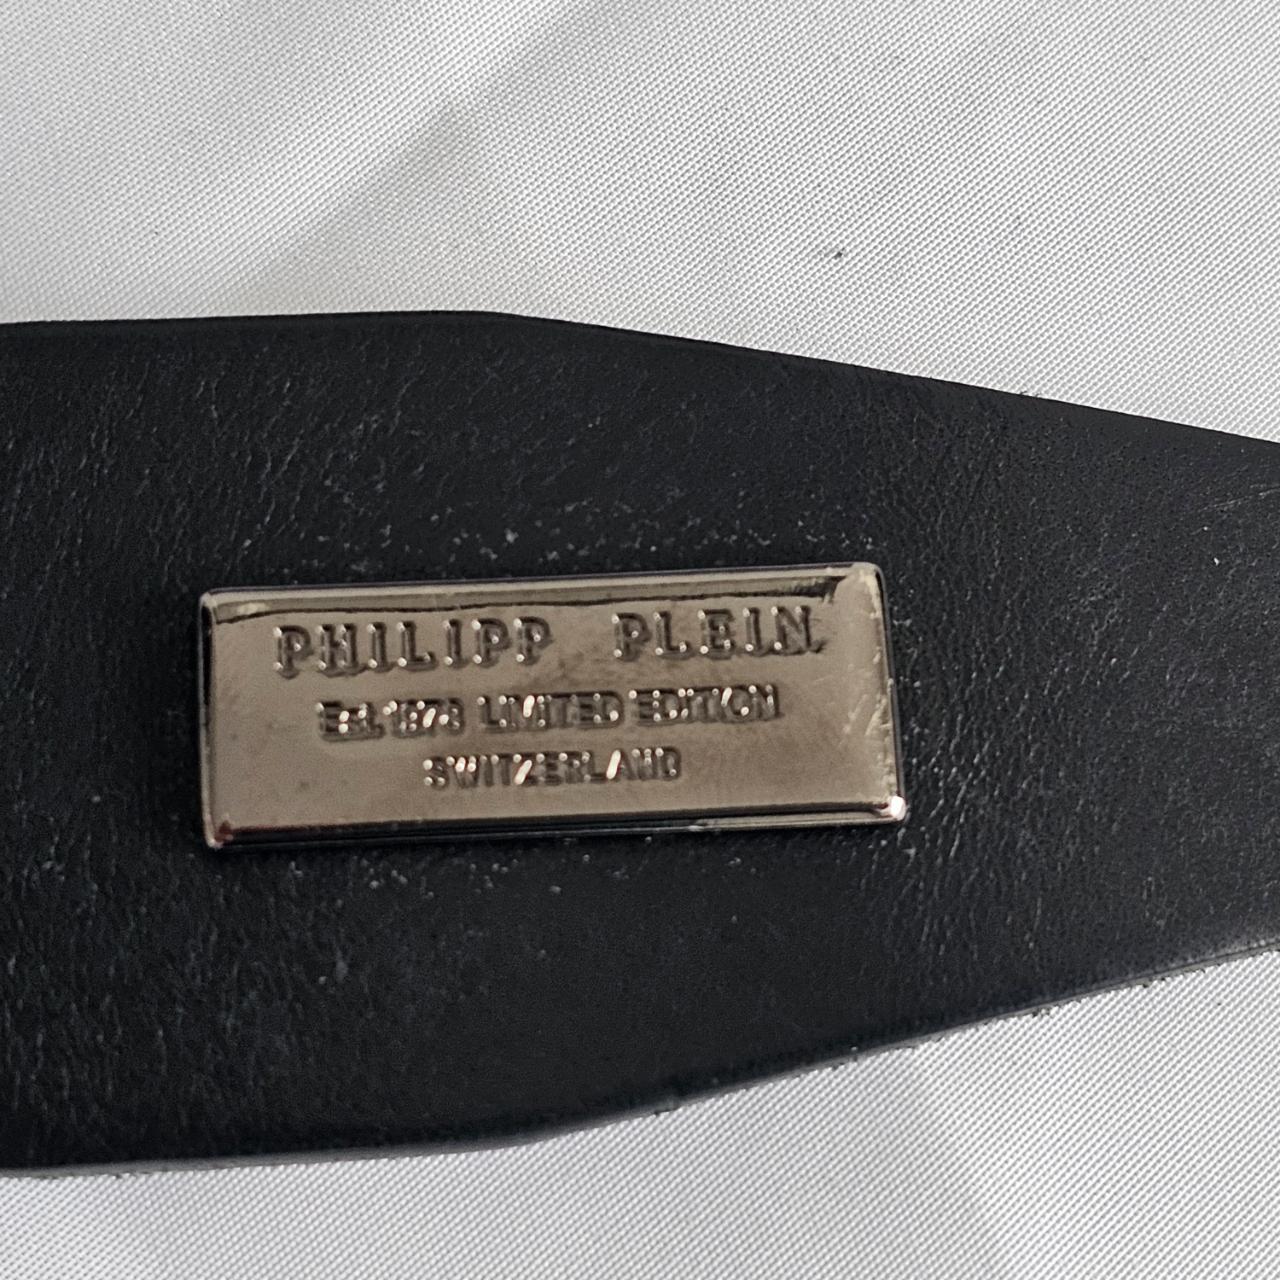 PHILIPP PLEIN
Est. 1978 LIMITED EDITION
SWITZERLAND